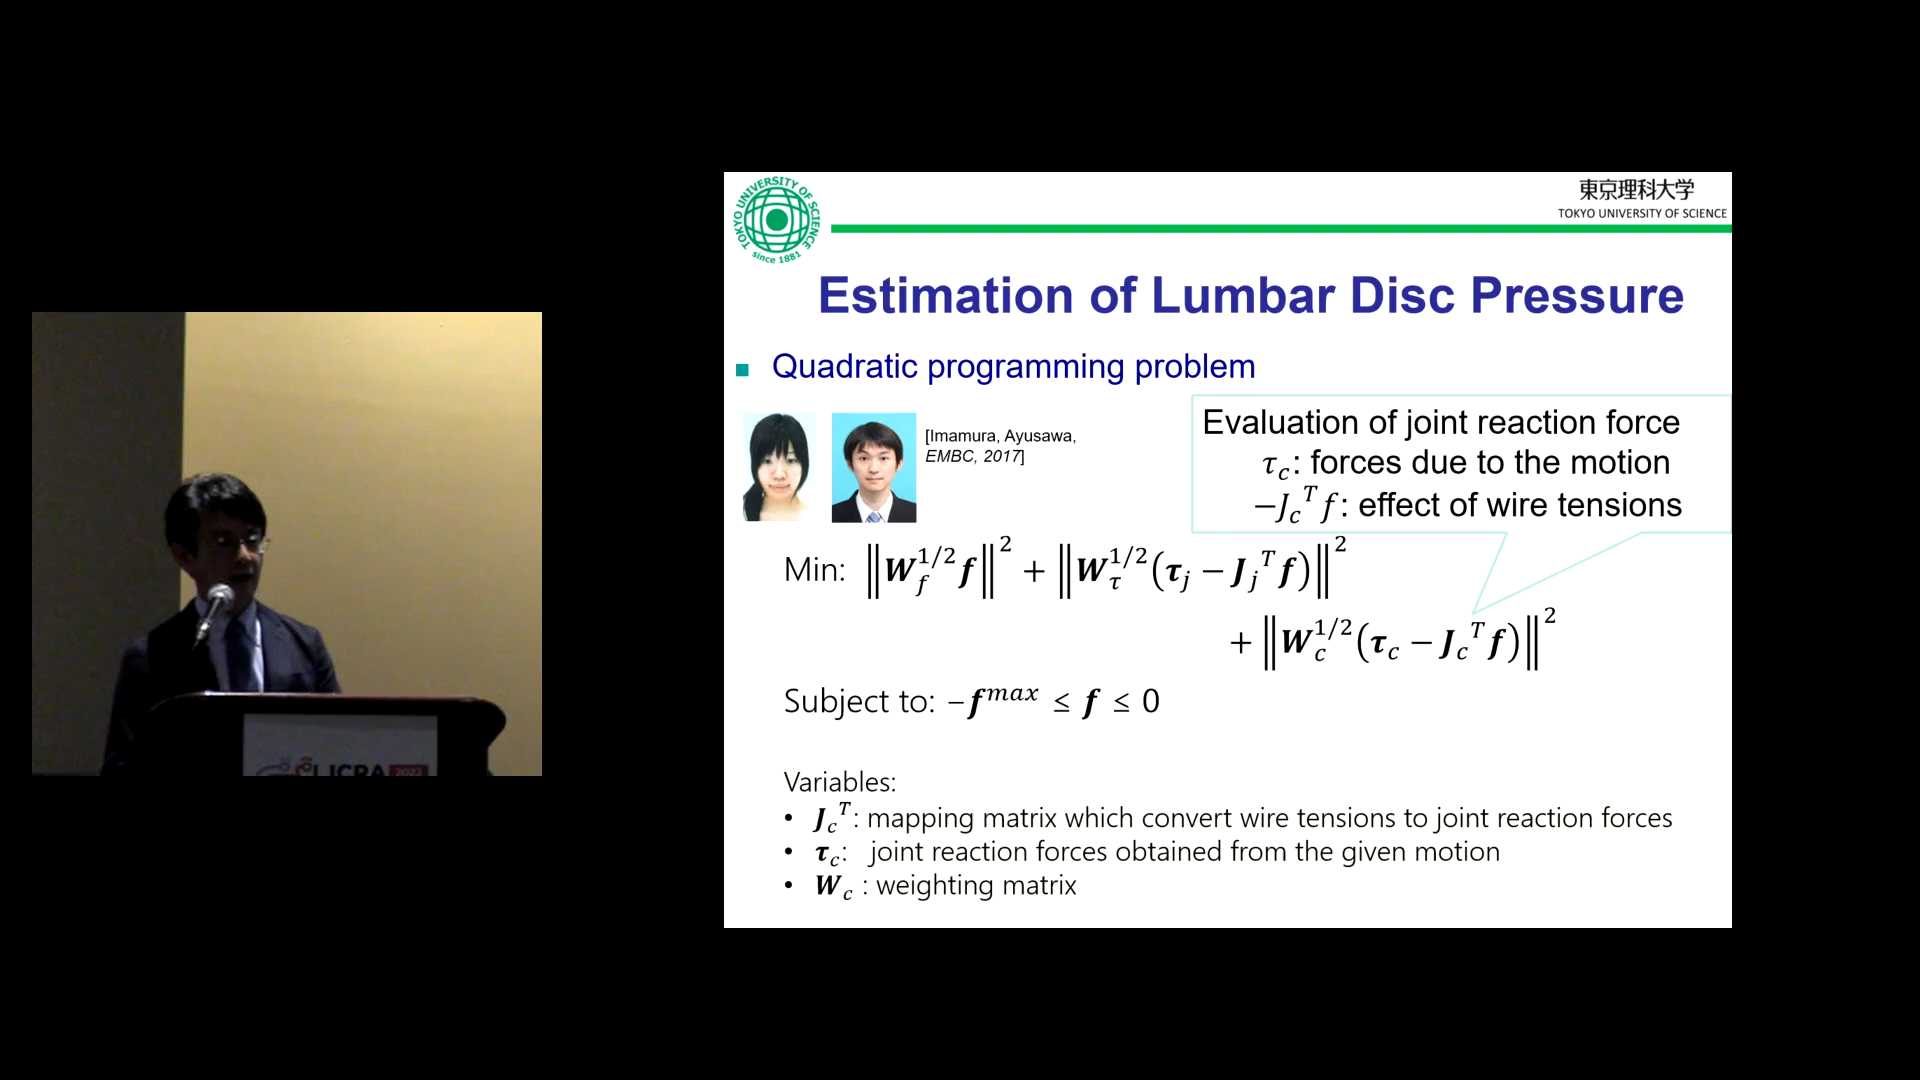 TOKYO UNIVERSITY OF SCIENCE
since 1881
東京理科大学
TOKYO UNIVERSITY OF SCIENCE
Estimation of Lumbar Disc Pressure
Quadratic programming problem
[Imamura, Ayusawa,
EMBC, 2017]
Evaluation of joint reaction force
τ_c: forces due to the motion
−J_c^T f: effect of wire tensions
Min: ‖W_f^{1/2} f‖^2 + ‖W_τ^{1/2}(τ_j − J_j^T f)‖^2
+ ‖W_c^{1/2}(τ_c − J_c^T f)‖^2
Subject to: −f^{max} ≤ f ≤ 0
Variables:
• J_c^T: mapping matrix which convert wire tensions to joint reaction forces
• τ_c: joint reaction forces obtained from the given motion
• W_c : weighting matrix
ICRA 2022